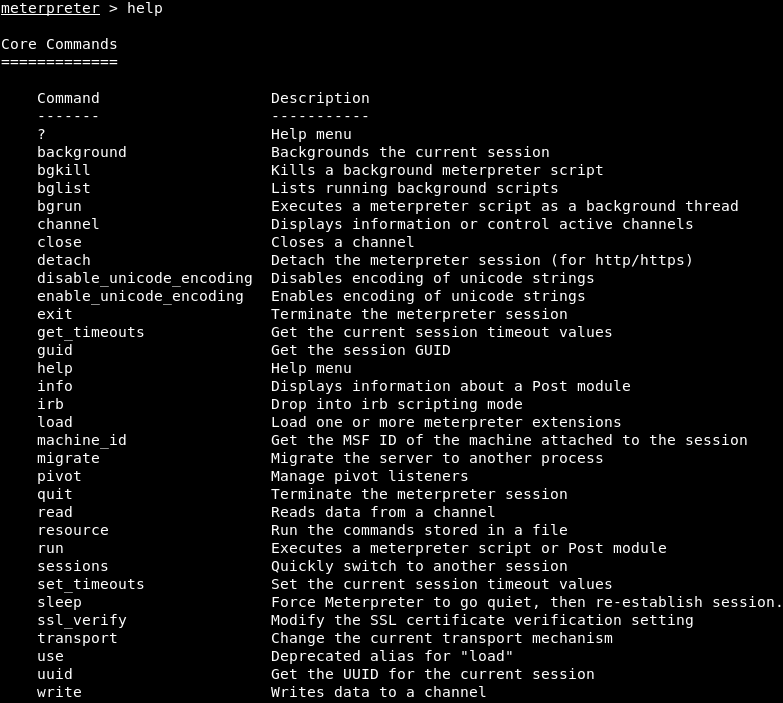 meterpreter > help
Core Commands
=============
Command Description
------- -----------
? Help menu
background Backgrounds the current session
bgkill Kills a background meterpreter script
bglist Lists running background scripts
bgrun Executes a meterpreter script as a background thread
channel Displays information or control active channels
close Closes a channel
detach Detach the meterpreter session (for http/https)
disable_unicode_encoding Disables encoding of unicode strings
enable_unicode_encoding Enables encoding of unicode strings
exit Terminate the meterpreter session
get_timeouts Get the current session timeout values
guid Get the session GUID
help Help menu
info Displays information about a Post module
irb Drop into irb scripting mode
load Load one or more meterpreter extensions
machine_id Get the MSF ID of the machine attached to the session
migrate Migrate the server to another process
pivot Manage pivot listeners
quit Terminate the meterpreter session
read Reads data from a channel
resource Run the commands stored in a file
run Executes a meterpreter script or Post module
sessions Quickly switch to another session
set_timeouts Set the current session timeout values
sleep Force Meterpreter to go quiet, then re-establish session.
ssl_verify Modify the SSL certificate verification setting
transport Change the current transport mechanism
use Deprecated alias for "load"
uuid Get the UUID for the current session
write Writes data to a channel